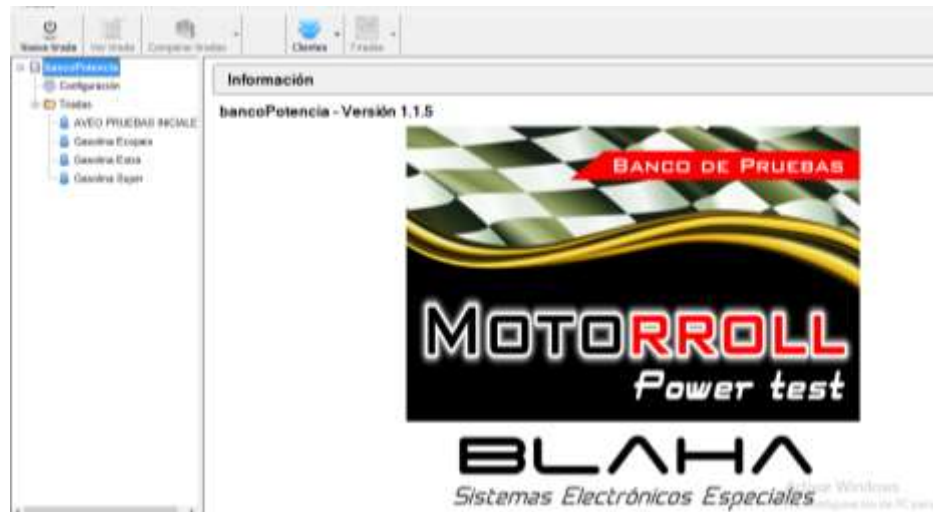 Nueva tirada Ver tirada Comparar tiradas Clientes Tiradas
bancoPotencia
Configuración
Tiradas
AVEO PRUEBAS INICIALE
Gasolina Ecopaís
Gasolina Extra
Gasolina Super
Información
bancoPotencia - Versión 1.1.5
BANCO DE PRUEBAS
MOTORROLL
Power test
BLAHA
Sistemas Electrónicos Especiales
Activar Windows